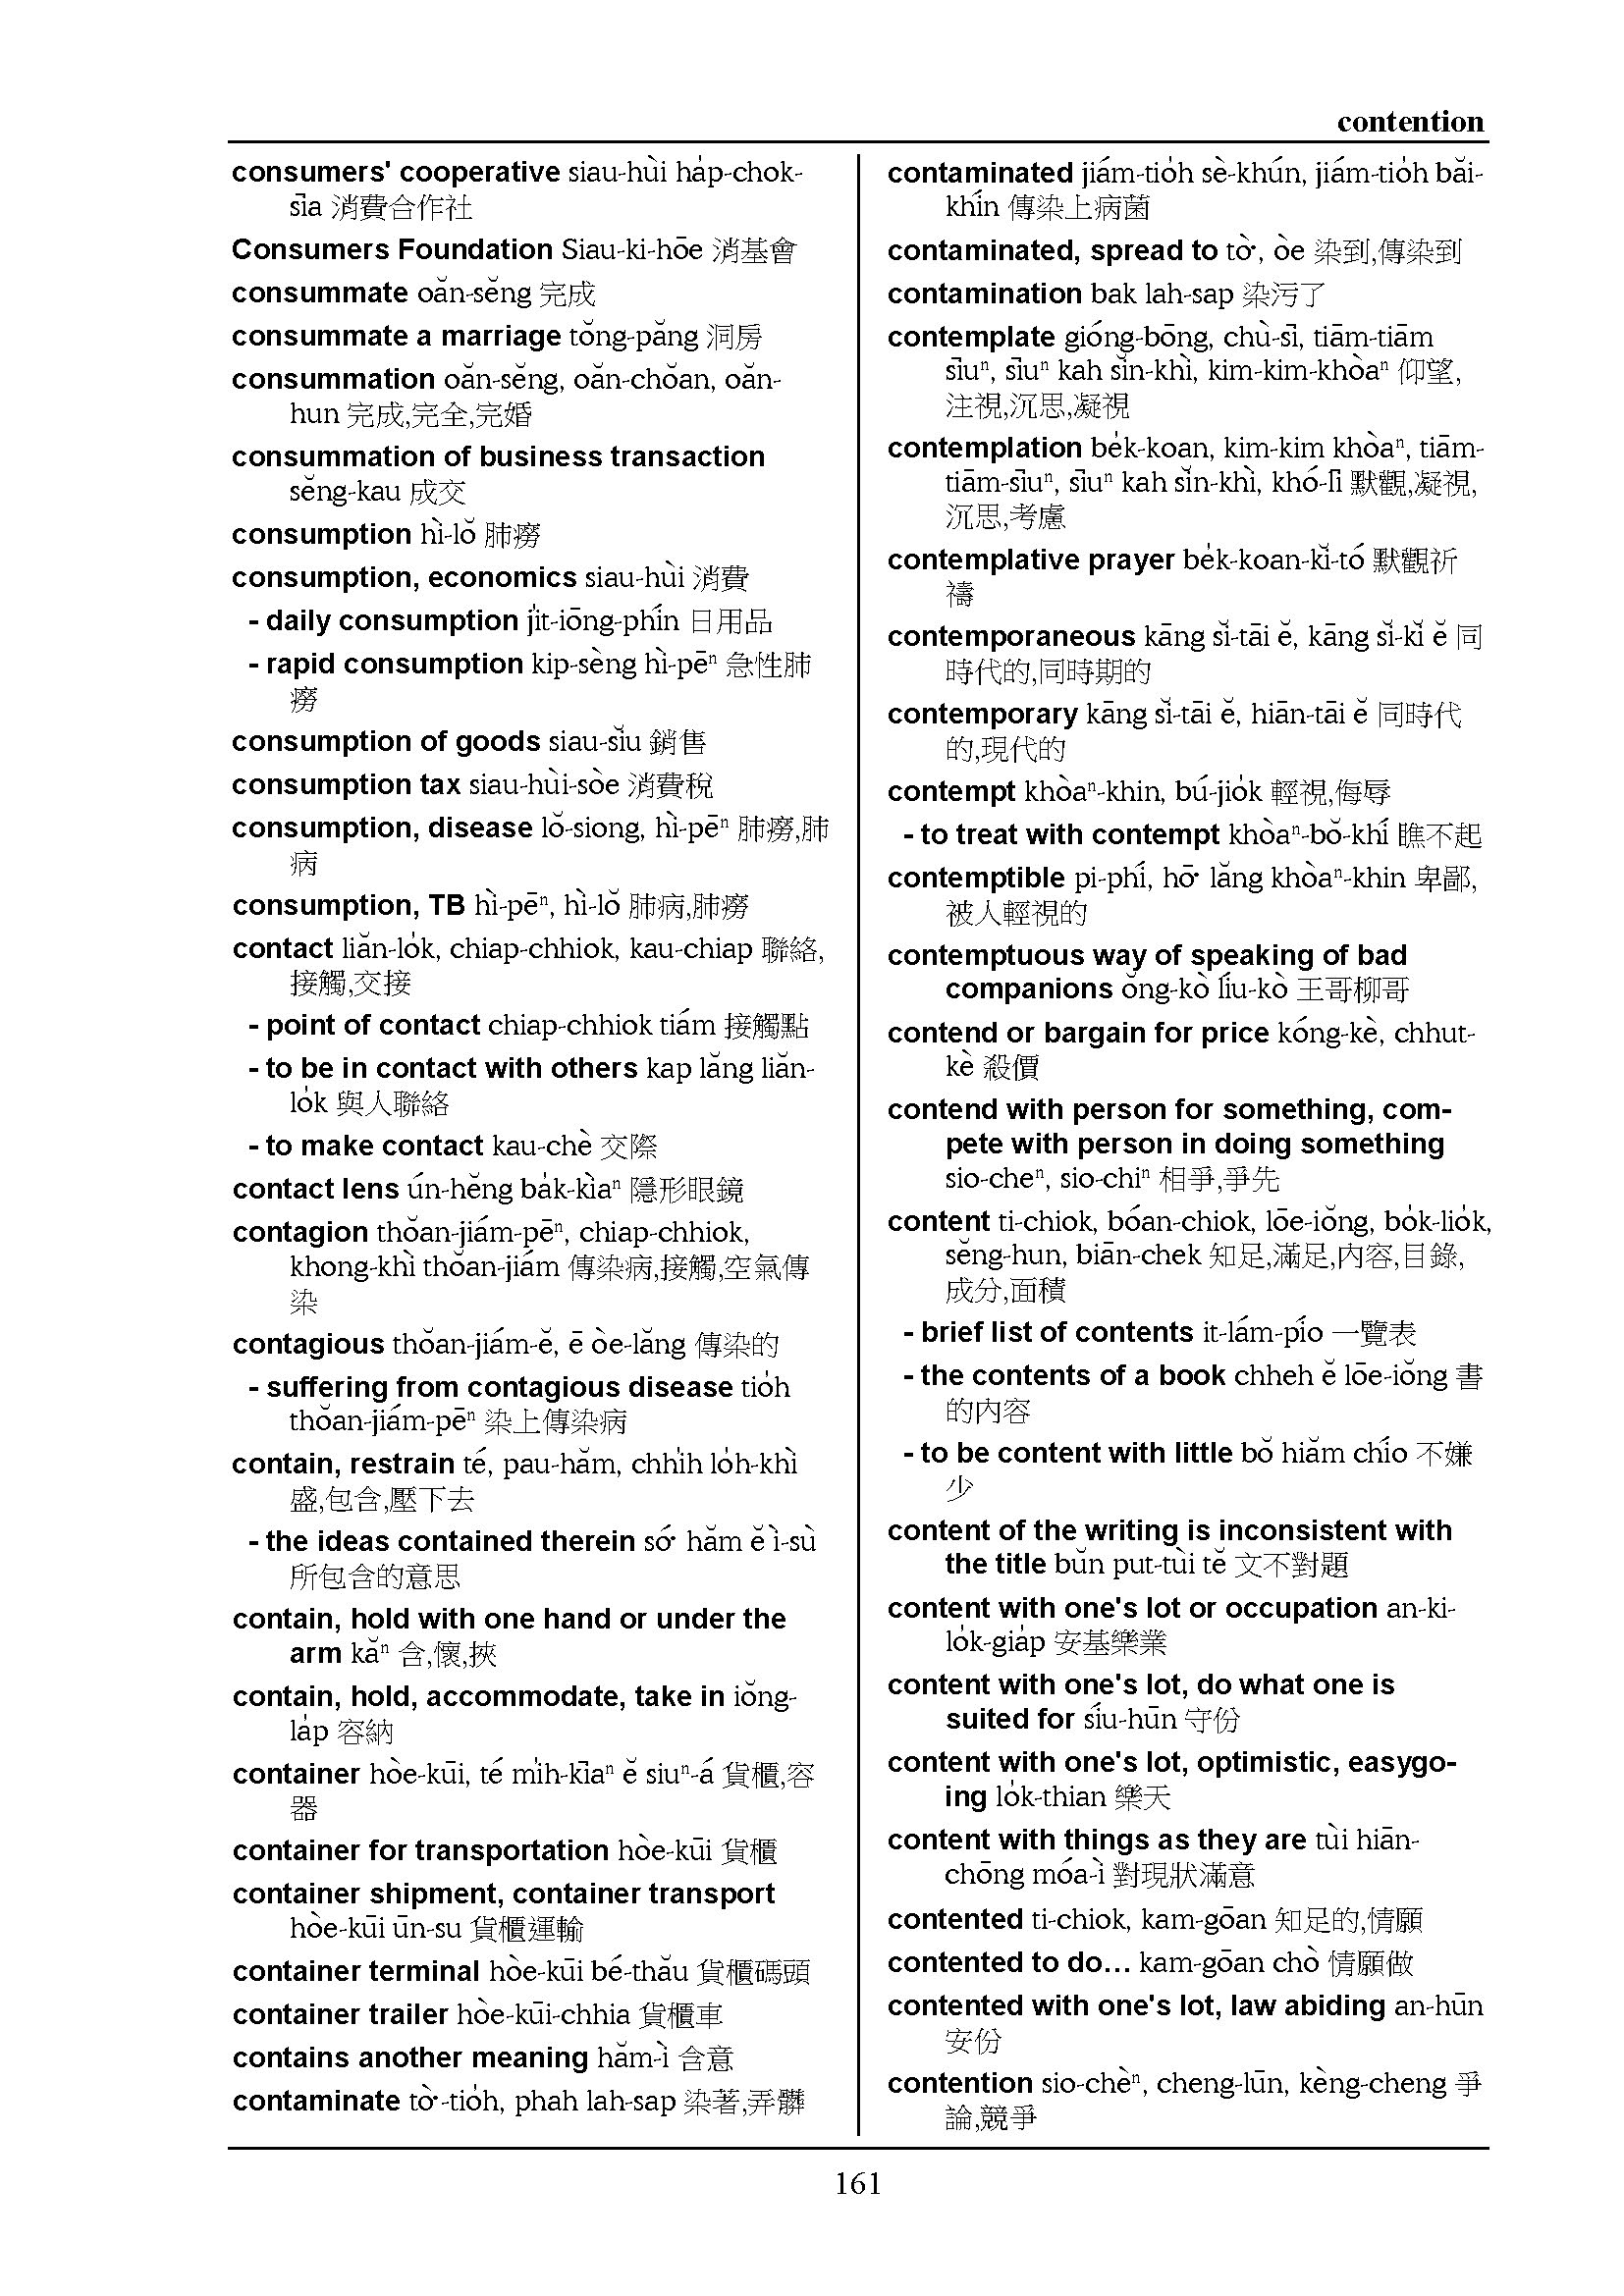 contention
consumers' cooperative siau-hùi ha̍p-chok-
sīa 消費合作社
Consumers Foundation Siau-ki-hōe 消基會
consummate oăn-sĕng 完成
consummate a marriage tŏng-păng 洞房
consummation oăn-sĕng, oăn-chŏan, oăn-
hun 完成,完全,完婚
consummation of business transaction
sĕng-kau 成交
consumption hì-lŏ 肺癆
consumption, economics siau-hùi 消費
- daily consumption ji̍t-iōng-phín 日用品
- rapid consumption kip-sèng hì-pēⁿ 急性肺
癆
consumption of goods siau-sĭu 銷售
consumption tax siau-hùi-sòe 消費稅
consumption, disease lŏ-siong, hì-pēⁿ 肺癆,肺
病
consumption, TB hì-pēⁿ, hì-lŏ 肺病,肺癆
contact liăn-lo̍k, chiap-chhiok, kau-chiap 聯絡,
接觸,交接
- point of contact chiap-chhiok tiám 接觸點
- to be in contact with others kap lăng liăn-
lo̍k 與人聯絡
- to make contact kau-chè 交際
contact lens ún-hĕng ba̍k-kìaⁿ 隱形眼鏡
contagion thŏan-jiám-pēⁿ, chiap-chhiok,
khong-khì thŏan-jiám 傳染病,接觸,空氣傳
染
contagious thŏan-jiám-ĕ, ē òe-lăng 傳染的
- suffering from contagious disease tio̍h
thŏan-jiám-pēⁿ 染上傳染病
contain, restrain té, pau-hăm, chhi̍h lo̍h-khì
盛,包含,壓下去
- the ideas contained therein só͘ hăm ĕ ì-sù
所包含的意思
contain, hold with one hand or under the
arm kăⁿ 含,懷,挾
contain, hold, accommodate, take in iŏng-
la̍p 容納
container hòe-kūi, té mi̍h-kīaⁿ ĕ siuⁿ-á 貨櫃,容
器
container for transportation hòe-kūi 貨櫃
container shipment, container transport
hòe-kūi ūn-su 貨櫃運輸
container terminal hòe-kūi bé-thău 貨櫃碼頭
container trailer hòe-kūi-chhia 貨櫃車
contains another meaning hăm-ì 含意
contaminate tò͘-tio̍h, phah lah-sap 染著,弄髒
contaminated jiám-tio̍h sè-khún, jiám-tio̍h băi-
khín 傳染上病菌
contaminated, spread to tò͘, òe 染到,傳染到
contamination bak lah-sap 染污了
contemplate gióng-bōng, chù-sī, tiām-tiām
sīuⁿ, sīuⁿ kah sĭn-khì, kim-kim-khòaⁿ 仰望,
注視,沉思,凝視
contemplation be̍k-koan, kim-kim khòaⁿ, tiām-
tiām-sīuⁿ, sīuⁿ kah sĭn-khì, khó-lī 默觀,凝視,
沉思,考慮
contemplative prayer be̍k-koan-kĭ-tó 默觀祈
禱
contemporaneous kāng sĭ-tāi ĕ, kāng sĭ-kĭ ĕ 同
時代的,同時期的
contemporary kāng sĭ-tāi ĕ, hiān-tāi ĕ 同時代
的,現代的
contempt khòaⁿ-khin, bú-jio̍k 輕視,侮辱
- to treat with contempt khòaⁿ-bŏ-khí 瞧不起
contemptible pi-phí, hō͘ lăng khòaⁿ-khin 卑鄙,
被人輕視的
contemptuous way of speaking of bad
companions ŏng-kò líu-kò 王哥柳哥
contend or bargain for price kóng-kè, chhut-
kè 殺價
contend with person for something, com-
pete with person in doing something
sio-cheⁿ, sio-chiⁿ 相爭,爭先
content ti-chiok, bóan-chiok, lōe-iŏng, bo̍k-lio̍k,
sĕng-hun, biān-chek 知足,滿足,內容,目錄,
成分,面積
- brief list of contents it-lám-pío 一覽表
- the contents of a book chheh ĕ lōe-iŏng 書
的內容
- to be content with little bŏ hiăm chío 不嫌
少
content of the writing is inconsistent with
the title bŭn put-tùi tĕ 文不對題
content with one's lot or occupation an-ki-
lo̍k-gia̍p 安基樂業
content with one's lot, do what one is
suited for síu-hūn 守份
content with one's lot, optimistic, easygo-
ing lo̍k-thian 樂天
content with things as they are tùi hiān-
chōng móa-ì 對現狀滿意
contented ti-chiok, kam-gōan 知足的,情願
contented to do… kam-gōan chò 情願做
contented with one's lot, law abiding an-hūn
安份
contention sio-chèⁿ, cheng-lūn, kèng-cheng 爭
論,競爭
161